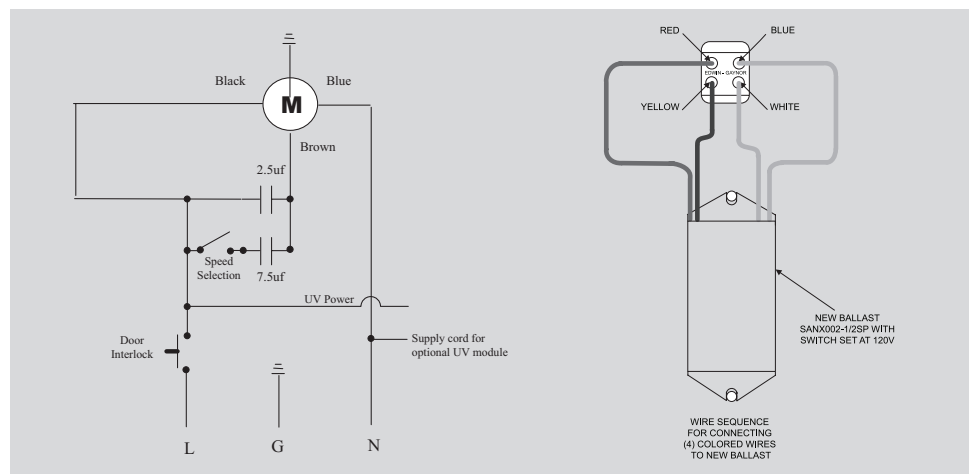 Black
Blue
M
Brown
2.5uf
Speed
Selection
7.5uf
UV Power
Door
Interlock
Supply cord for
optional UV module
L
G
N
RED
BLUE
EDWIN - GAYNOR
YELLOW
WHITE
NEW BALLAST
SANX002-1/2SP WITH
SWITCH SET AT 120V
WIRE SEQUENCE
FOR CONNECTING
(4) COLORED WIRES
TO NEW BALLAST